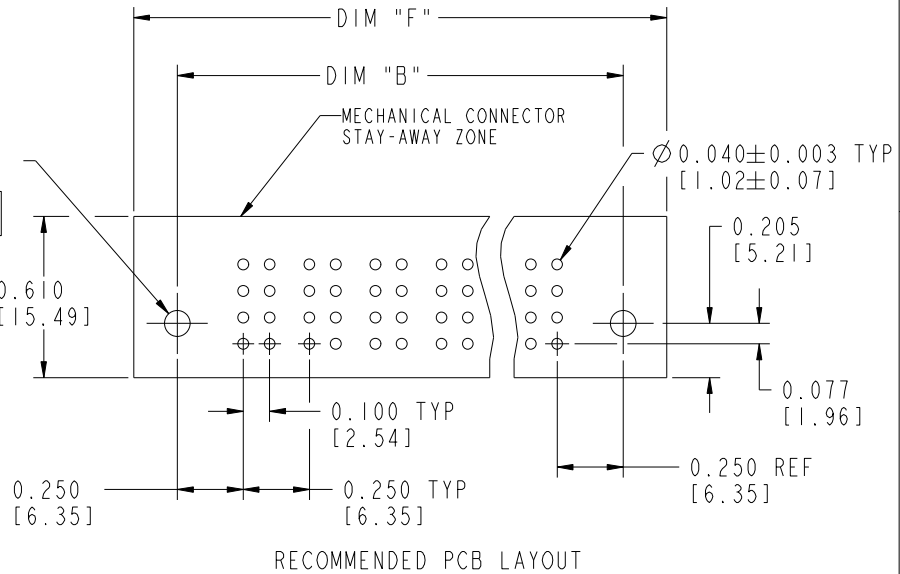 DIM "F"
DIM "B"
MECHANICAL CONNECTOR
STAY-AWAY ZONE
Ø 0.040±0.003 TYP
[1.02±0.07]
0.205
[5.21]
0.610
[15.49]
0.077
[1.96]
0.100 TYP
[2.54]
0.250 REF
[6.35]
0.250
[6.35]
0.250 TYP
[6.35]
RECOMMENDED PCB LAYOUT